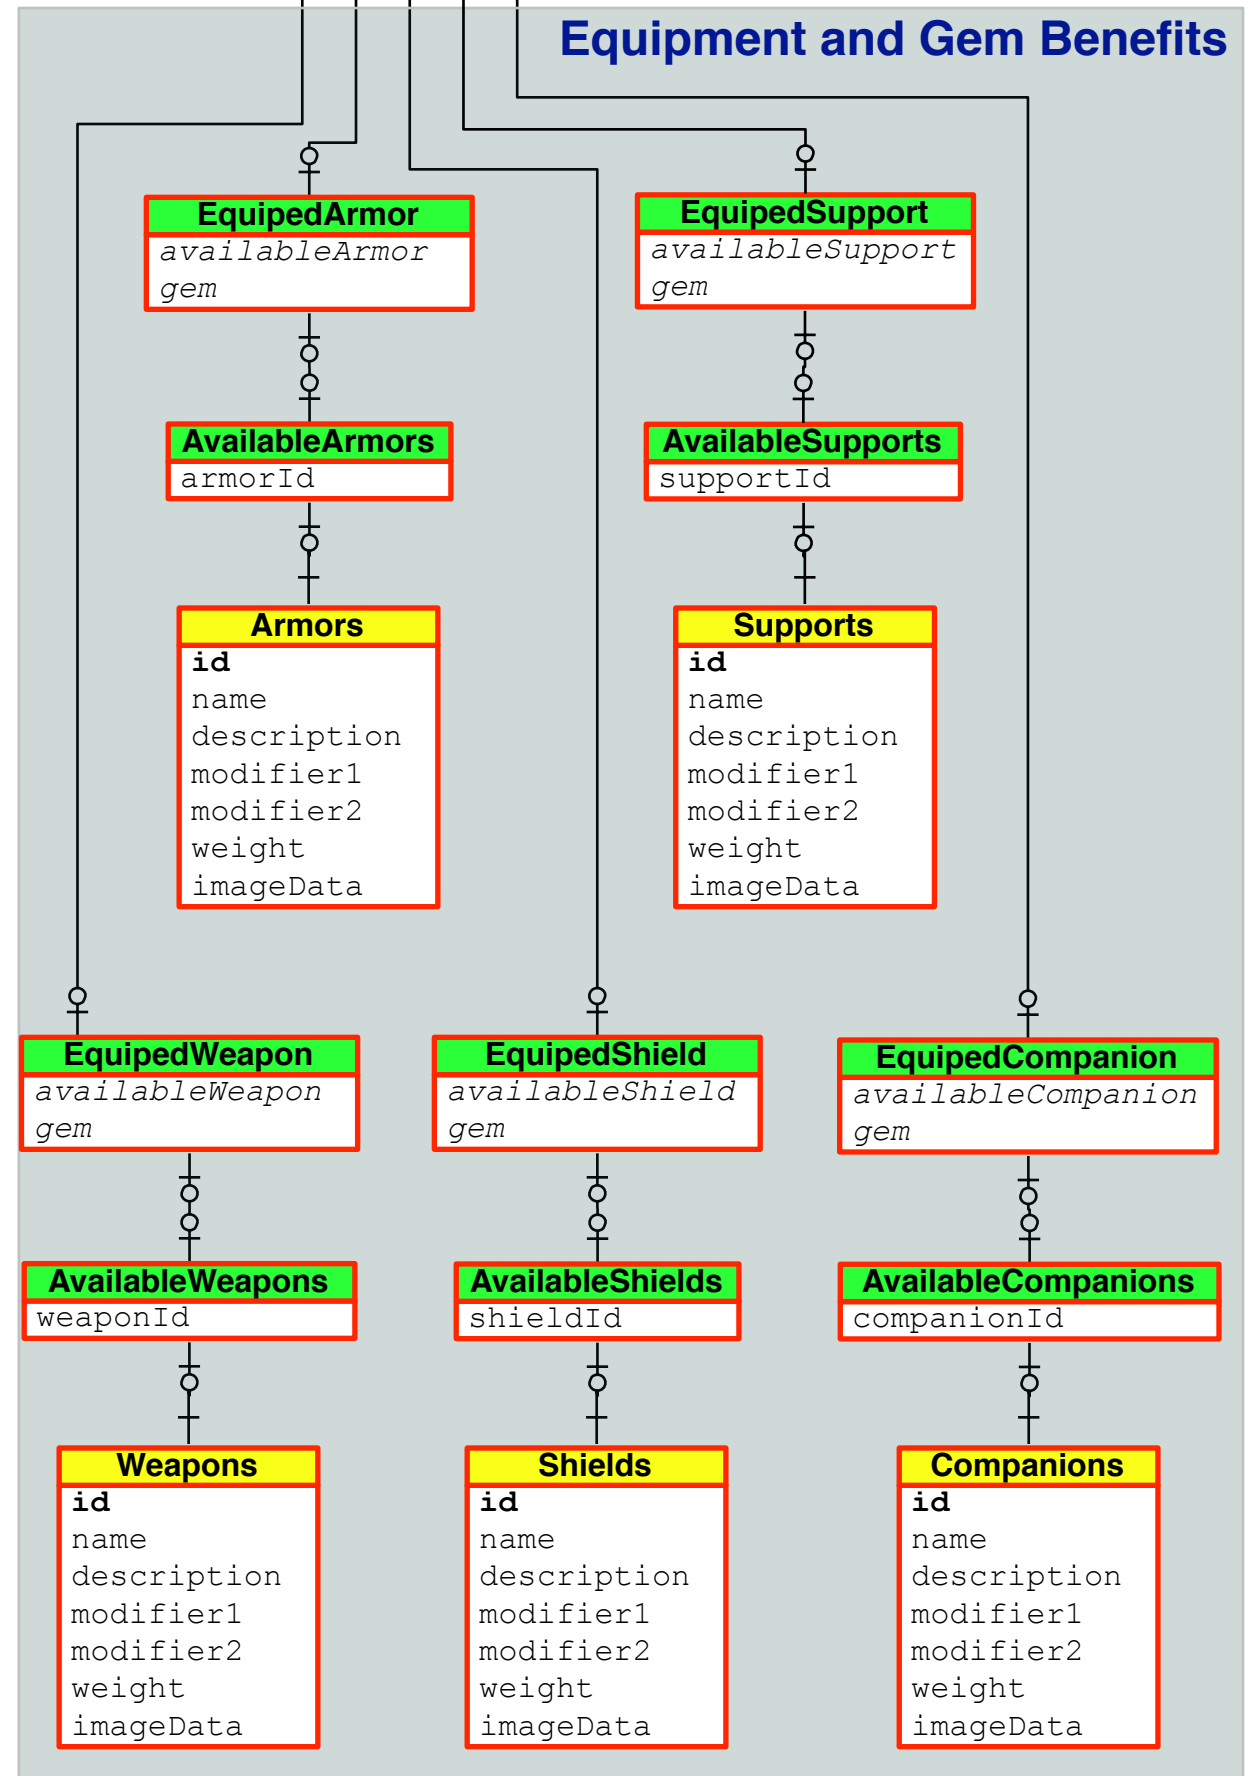 Equipment and Gem Benefits
EquipedArmor
availableArmor
gem
EquipedSupport
availableSupport
gem
AvailableArmors
armorId
AvailableSupports
supportId
Armors
id
name
description
modifier1
modifier2
weight
imageData
Supports
id
name
description
modifier1
modifier2
weight
imageData
EquipedWeapon
availableWeapon
gem
EquipedShield
availableShield
gem
EquipedCompanion
availableCompanion
gem
AvailableWeapons
weaponId
AvailableShields
shieldId
AvailableCompanions
companionId
Weapons
id
name
description
modifier1
modifier2
weight
imageData
Shields
id
name
description
modifier1
modifier2
weight
imageData
Companions
id
name
description
modifier1
modifier2
weight
imageData